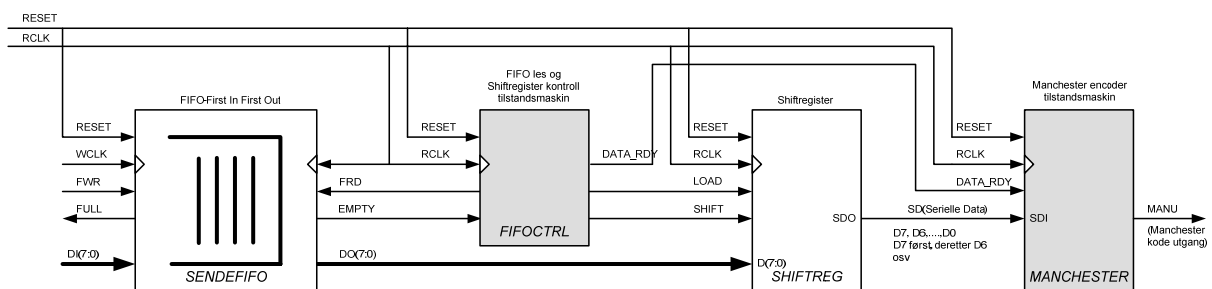 RESET
RCLK
FIFO les og
Shiftregister kontroll
tilstandsmaskin
Manchester encoder
tilstandsmaskin
FIFO-First In First Out
Shiftregister
RESET
RESET
RESET
RESET
WCLK
RCLK
DATA_RDY
RCLK
RCLK
FWR
FRD
LOAD
DATA_RDY
FULL
EMPTY
SHIFT
SDO
SD(Serielle Data)
SDI
MANU
(Manchester
kode utgang)
D7, D6,....,D0
D7 først, deretter D6
osv
FIFOCTRL
DI(7:0)
DO(7:0)
D(7:0)
SENDEFIFO
SHIFTREG
MANCHESTER